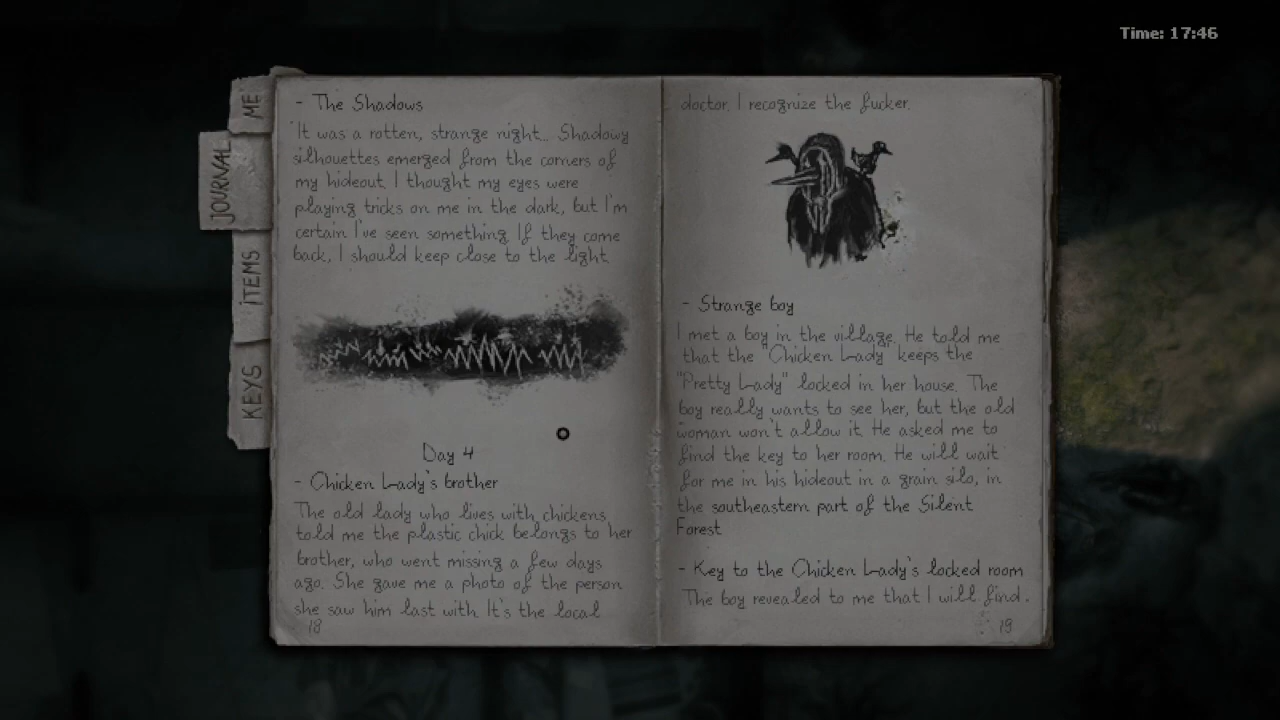 Time: 17:46
ME
JOURNAL
ITEMS
KEYS
- The Shadows
It was a rotten, strange night... Shadowy
silhouettes emerged from the corners of
my hideout. I thought my eyes were
playing tricks on me in the dark, but I'm
certain I've seen something. If they come
back, I should keep close to the light.
Day 4
- Chicken Lady's brother
The old lady who lives with chickens
told me the plastic chick belongs to her
brother, who went missing a few days
ago. She gave me a photo of the person
she saw him last with. It's the local
18
doctor. I recognize the fucker.
- Strange boy
I met a boy in the village. He told me
that the "Chicken Lady" keeps the
"Pretty Lady" locked in her house. The
boy really wants to see her, but the old
woman won't allow it. He asked me to
find the key to her room. He will wait
for me in his hideout in a grain silo, in
the southeastern part of the Silent
Forest
- Key to the Chicken Lady's locked room
The boy revealed to me that I will find.
19